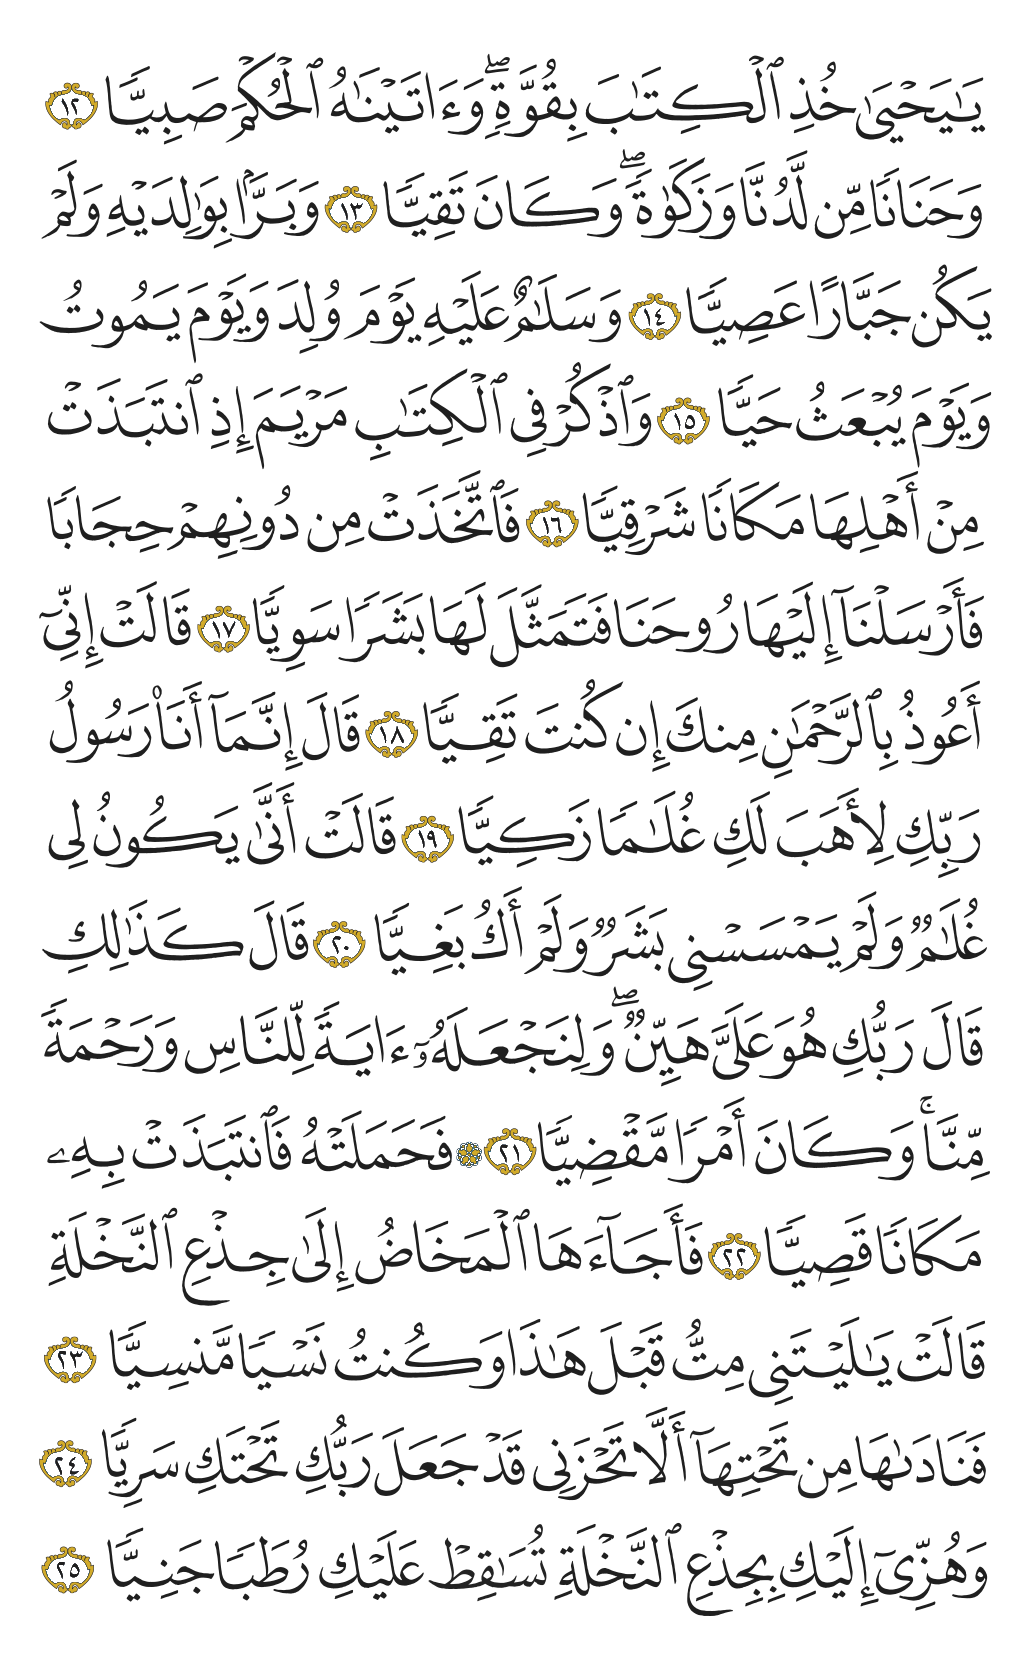 يَـٰيَحْيَىٰ خُذِ ٱلْكِتَـٰبَ بِقُوَّةٍۖ وَءَاتَيْنَـٰهُ ٱلْحُكْمَ صَبِيًّا ١٢
وَحَنَانًا مِّن لَّدُنَّا وَزَكَوٰةًۖ وَكَانَ تَقِيًّا ١٣ وَبَرًّۢا بِوَٰلِدَيْهِ وَلَمْ
يَكُن جَبَّارًا عَصِيًّا ١٤ وَسَلَـٰمٌ عَلَيْهِ يَوْمَ وُلِدَ وَيَوْمَ يَمُوتُ
وَيَوْمَ يُبْعَثُ حَيًّا ١٥ وَٱذْكُرْ فِى ٱلْكِتَـٰبِ مَرْيَمَ إِذِ ٱنتَبَذَتْ
مِنْ أَهْلِهَا مَكَانًا شَرْقِيًّا ١٦ فَٱتَّخَذَتْ مِن دُونِهِمْ حِجَابًا
فَأَرْسَلْنَآ إِلَيْهَا رُوحَنَا فَتَمَثَّلَ لَهَا بَشَرًا سَوِيًّا ١٧ قَالَتْ إِنِّىٓ
أَعُوذُ بِٱلرَّحْمَـٰنِ مِنكَ إِن كُنتَ تَقِيًّا ١٨ قَالَ إِنَّمَآ أَنَا۠ رَسُولُ
رَبِّكِ لِأَهَبَ لَكِ غُلَـٰمًا زَكِيًّا ١٩ قَالَتْ أَنَّىٰ يَكُونُ لِى
غُلَـٰمٌ وَلَمْ يَمْسَسْنِى بَشَرٌ وَلَمْ أَكُ بَغِيًّا ٢٠ قَالَ كَذَٰلِكِ
قَالَ رَبُّكِ هُوَ عَلَىَّ هَيِّنٌۖ وَلِنَجْعَلَهُۥٓ ءَايَةً لِّلنَّاسِ وَرَحْمَةً
مِّنَّاۚ وَكَانَ أَمْرًا مَّقْضِيًّا ٢١ ۞ فَحَمَلَتْهُ فَٱنتَبَذَتْ بِهِۦ
مَكَانًا قَصِيًّا ٢٢ فَأَجَآءَهَا ٱلْمَخَاضُ إِلَىٰ جِذْعِ ٱلنَّخْلَةِ
قَالَتْ يَـٰلَيْتَنِى مِتُّ قَبْلَ هَـٰذَا وَكُنتُ نَسْيًا مَّنسِيًّا ٢٣
فَنَادَىٰهَا مِن تَحْتِهَآ أَلَّا تَحْزَنِى قَدْ جَعَلَ رَبُّكِ تَحْتَكِ سَرِيًّا ٢٤
وَهُزِّىٓ إِلَيْكِ بِجِذْعِ ٱلنَّخْلَةِ تُسَـٰقِطْ عَلَيْكِ رُطَبًا جَنِيًّا ٢٥